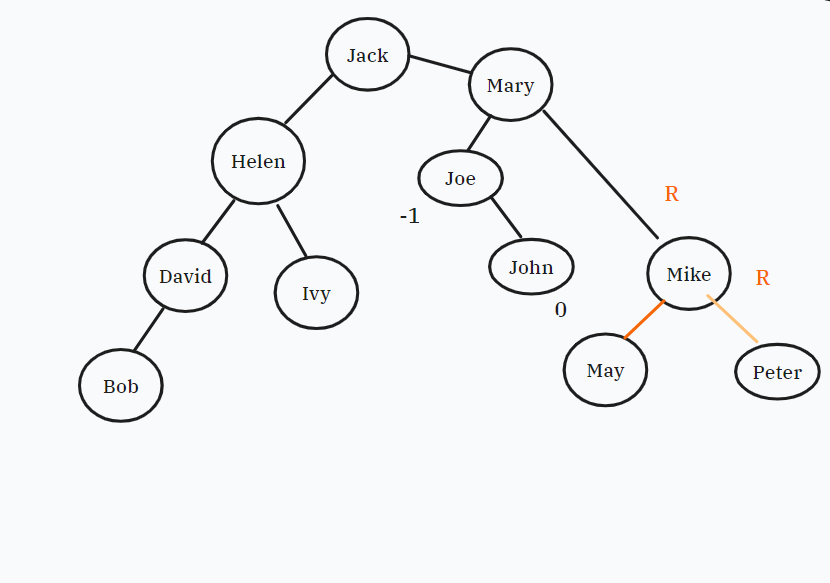 Jack
Mary
Helen
Joe
R
-1
David
Ivy
John
Mike
R
0
Bob
May
Peter